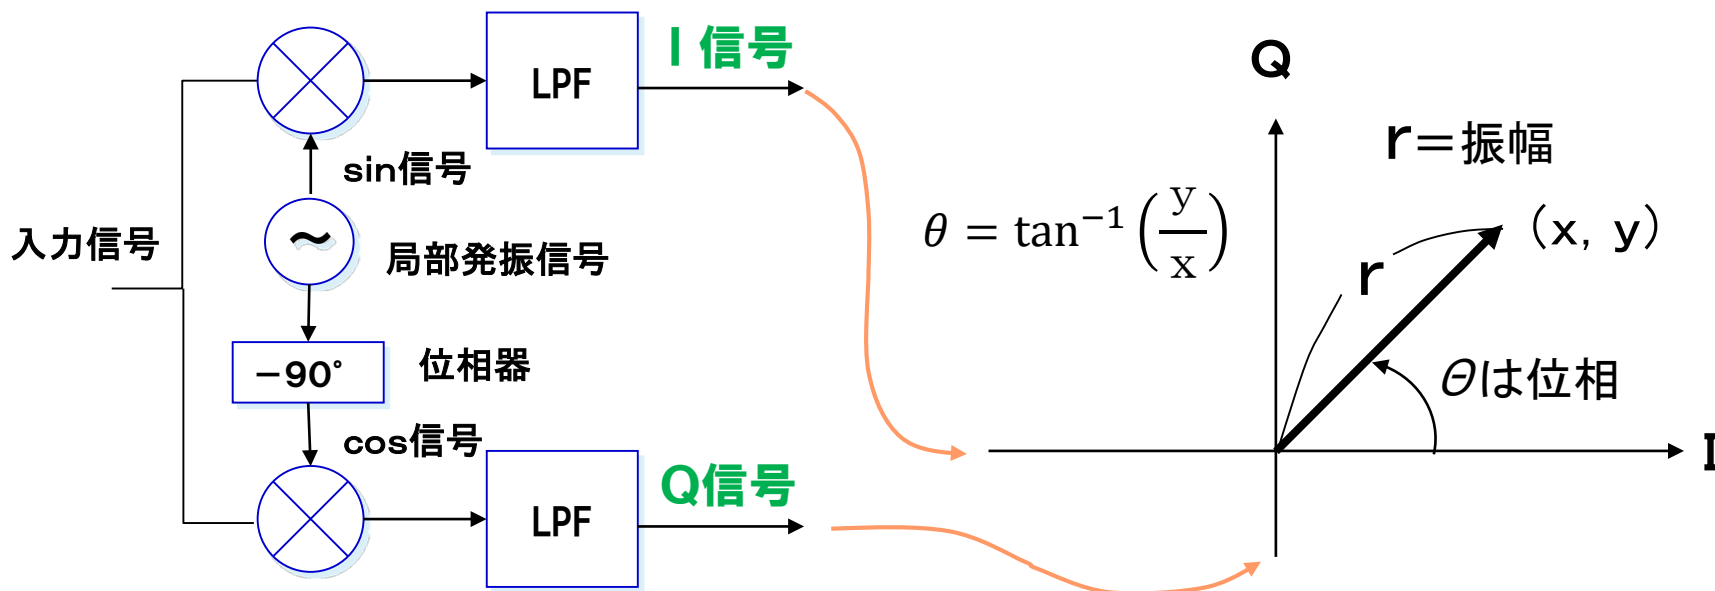 I 信号
LPF
sin信号
入力信号
~
局部発振信号
-90°
位相器
cos信号
Q信号
LPF
Q
r=振幅
θ = tan⁻¹(y/x)
(x, y)
r
θは位相
I